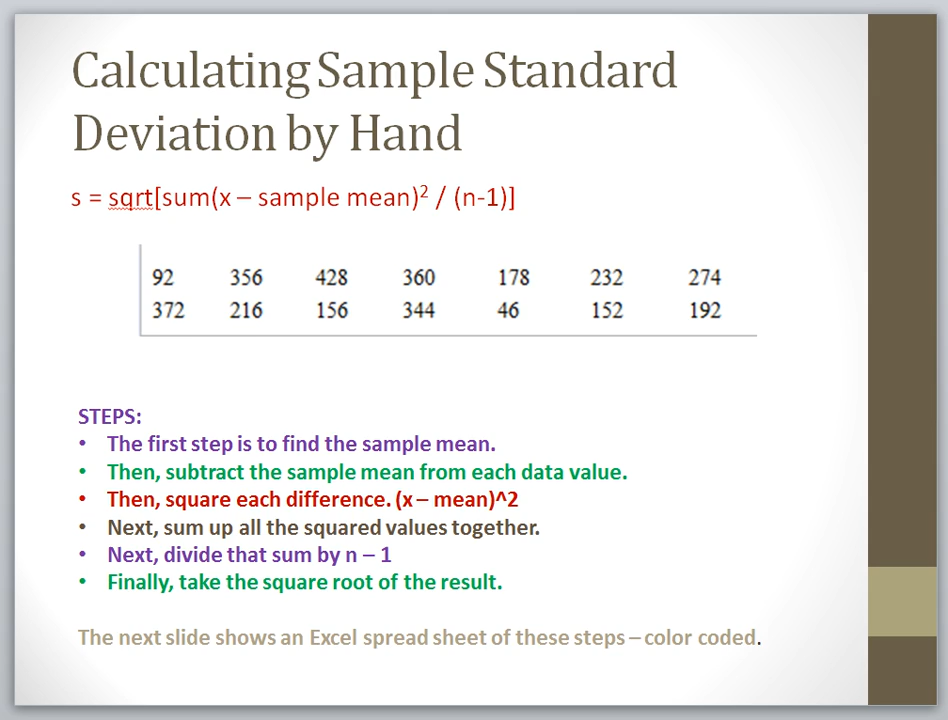 Calculating Sample Standard
Deviation by Hand
s = sqrt[sum(x – sample mean)² / (n-1)]
92 356 428 360 178 232 274
372 216 156 344 46 152 192
STEPS:
• The first step is to find the sample mean.
• Then, subtract the sample mean from each data value.
• Then, square each difference. (x – mean)^2
• Next, sum up all the squared values together.
• Next, divide that sum by n – 1
• Finally, take the square root of the result.
The next slide shows an Excel spread sheet of these steps – color coded.